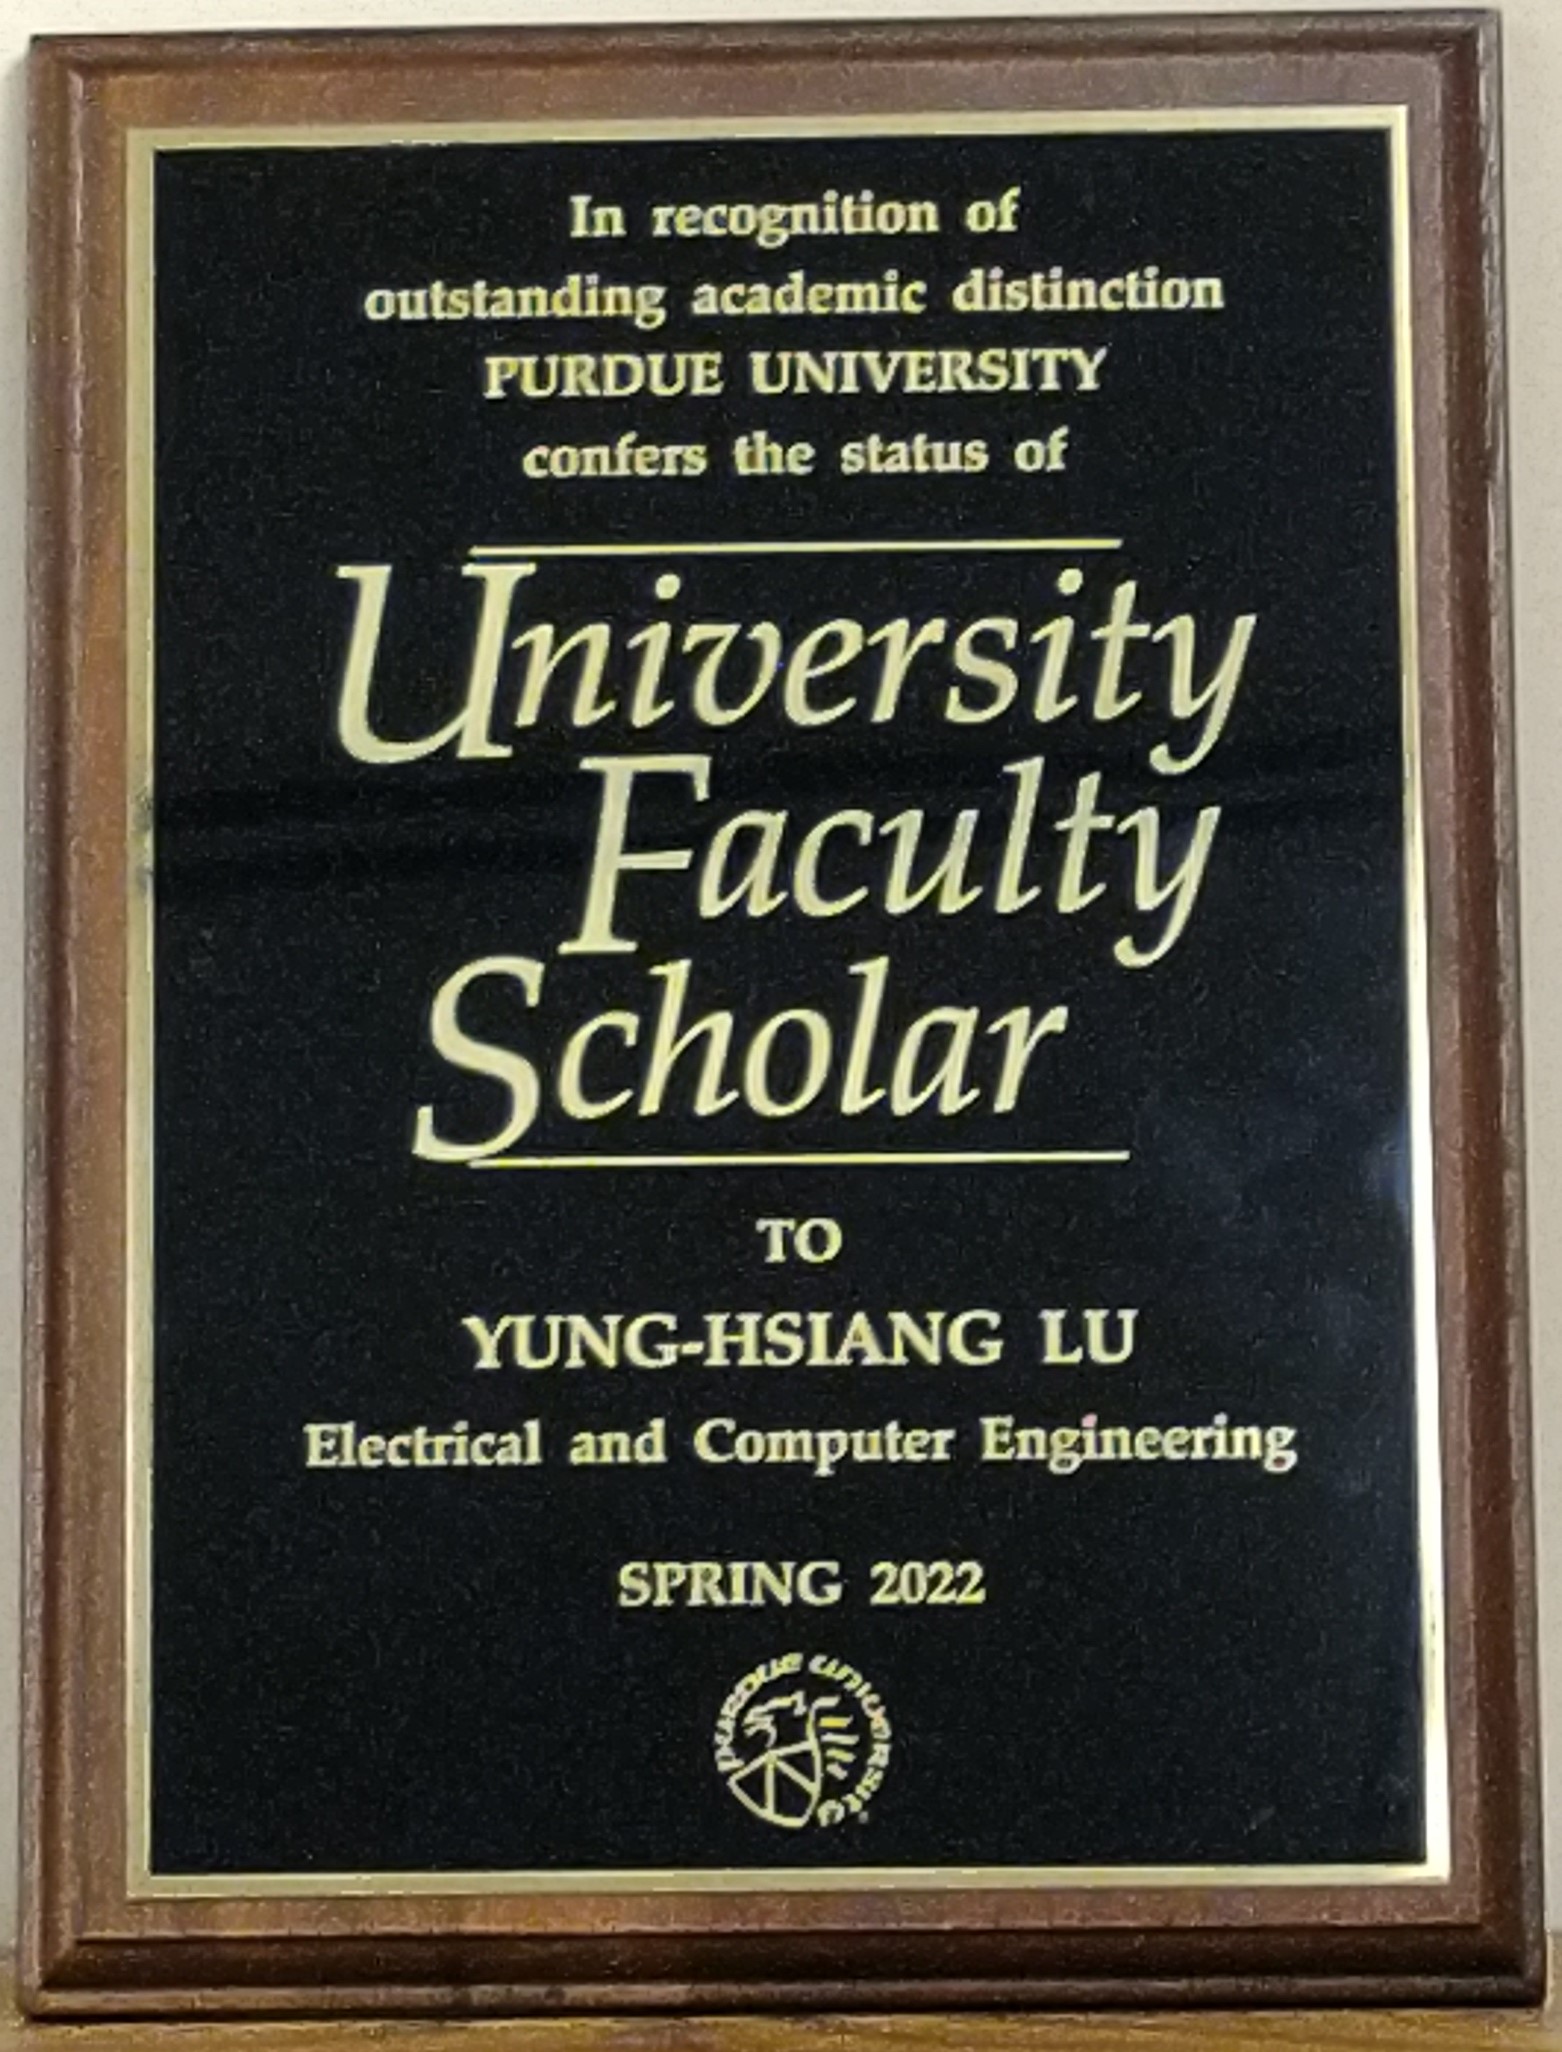 In recognition of
outstanding academic distinction
PURDUE UNIVERSITY
confers the status of
University
Faculty
Scholar
TO
YUNG-HSIANG LU
Electrical and Computer Engineering
SPRING 2022
PURDUE UNIVERSITY